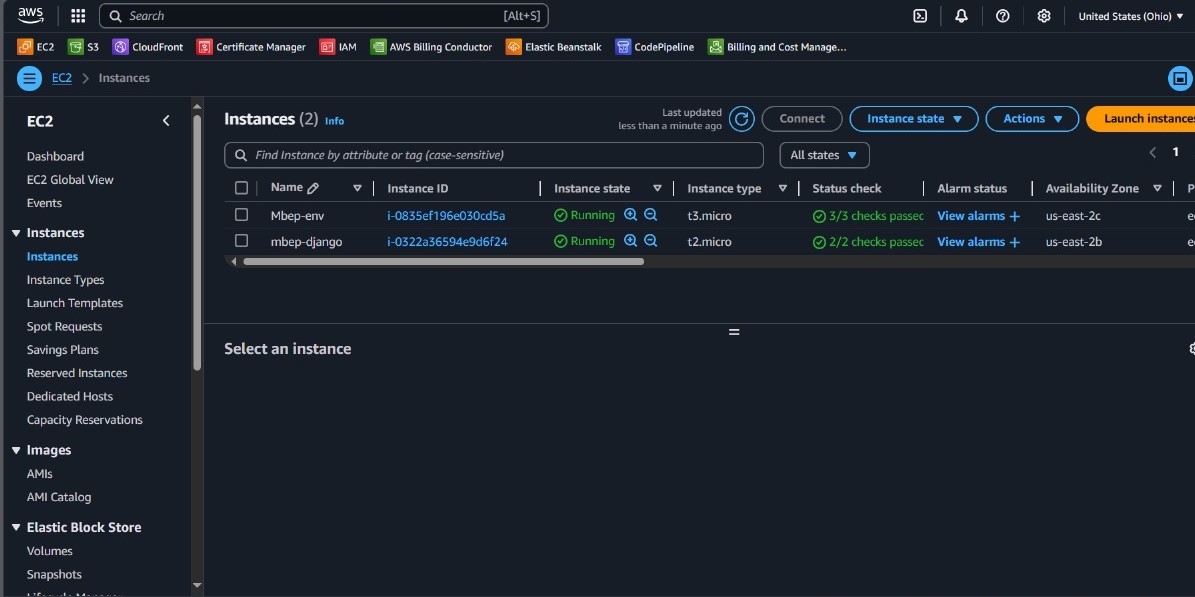 aws
Search [Alt+S]
United States (Ohio)
EC2 S3 CloudFront Certificate Manager IAM AWS Billing Conductor Elastic Beanstalk CodePipeline Billing and Cost Manage...
EC2 > Instances
EC2
Dashboard
EC2 Global View
Events
Instances
Instances
Instance Types
Launch Templates
Spot Requests
Savings Plans
Reserved Instances
Dedicated Hosts
Capacity Reservations
Images
AMIs
AMI Catalog
Elastic Block Store
Volumes
Snapshots
Instances (2) Info
Last updated
less than a minute ago
Connect Instance state Actions Launch instances
Find Instance by attribute or tag (case-sensitive) All states
1
Name Instance ID Instance state Instance type Status check Alarm status Availability Zone P
Mbep-env i-0835ef196e030cd5a Running t3.micro 3/3 checks passed View alarms + us-east-2c
mbep-django i-0322a36594e9d6f24 Running t2.micro 2/2 checks passed View alarms + us-east-2b
Select an instance